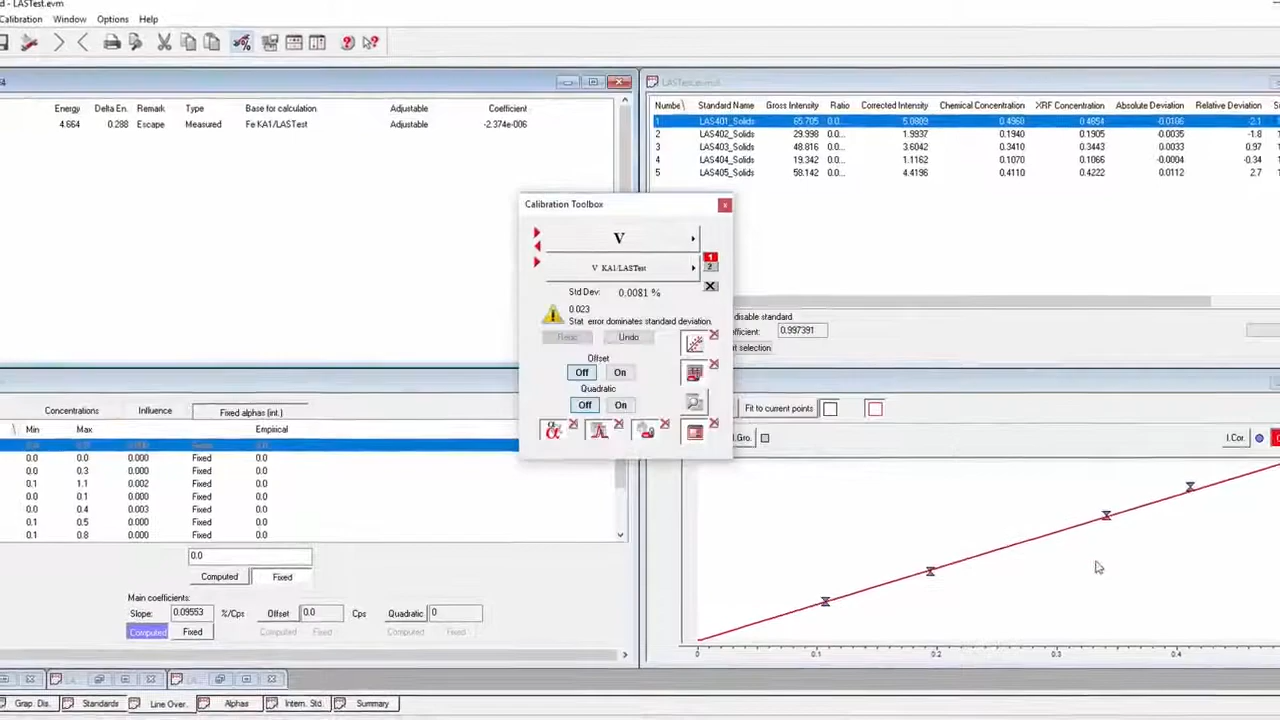 d - LASTest.evm
Calibration Window Options Help
Energy Delta En. Remark Type Base for calculation Adjustable Coefficient
4.664 0.288 Escape Measured Fe KA1/LASTest Adjustable -2.374e-006
Numbe Standard Name Gross Intensity Ratio Corrected Intensity Chemical Concentration XRF Concentration Absolute Deviation Relative Deviation
1 LAS401_Solids 65.705 0.0... 5.0809 0.4960 0.4854 -0.0106 -2.1
2 LAS402_Solids 29.998 0.0... 1.9937 0.1940 0.1905 -0.0035 -1.8
3 LAS403_Solids 48.816 0.0... 3.6042 0.3410 0.3443 0.0033 0.97
4 LAS404_Solids 19.342 0.0... 1.1162 0.1070 0.1066 -0.0004 -0.34
5 LAS405_Solids 58.142 0.0... 4.4196 0.4110 0.4222 0.0112 2.7
Calibration Toolbox
V
V KA1/LASTest
1
2
Std Dev: 0.0081 %
0.023
Stat. error dominates standard deviation.
Redo Undo
Offset
Off On
Quadratic
Off On
disable standard
efficient: 0.997391
t selection
Concentrations Influence Fixed alphas (int.)
Min Max Empirical
0.0 0.0 0.000 Fixed 0.0
0.0 0.3 0.000 Fixed 0.0
0.1 1.1 0.002 Fixed 0.0
0.0 0.1 0.000 Fixed 0.0
0.0 0.4 0.003 Fixed 0.0
0.1 0.5 0.000 Fixed 0.0
0.1 0.8 0.000 Fixed 0.0
0.0
Computed Fixed
Main coefficients:
Slope: 0.09553 %/Cps Offset 0.0 Cps Quadratic 0
Computed Fixed Computed Fixed Computed Fixed
Fit to current points
I.Gro. I.Cor.
0 0.1 0.2 0.3 0.4
Grap. Dis. Standards Line Over. Alphas Intern. Std. Summary